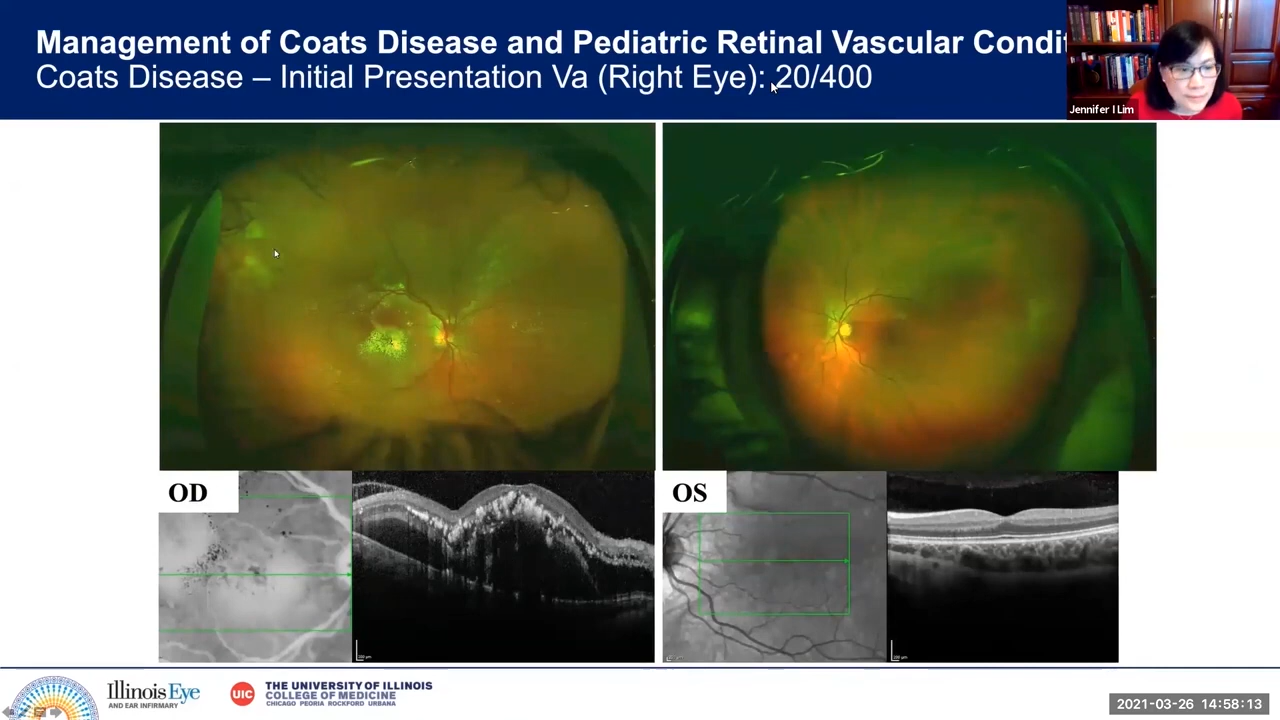 Management of Coats Disease and Pediatric Retinal Vascular Condit
Coats Disease – Initial Presentation Va (Right Eye): 20/400
Jennifer I Lim
OD
OS
200 µm
Illinois Eye
AND EAR INFIRMARY
UIC
THE UNIVERSITY OF ILLINOIS
COLLEGE OF MEDICINE
CHICAGO PEORIA ROCKFORD URBANA
2021-03-26 14:58:13